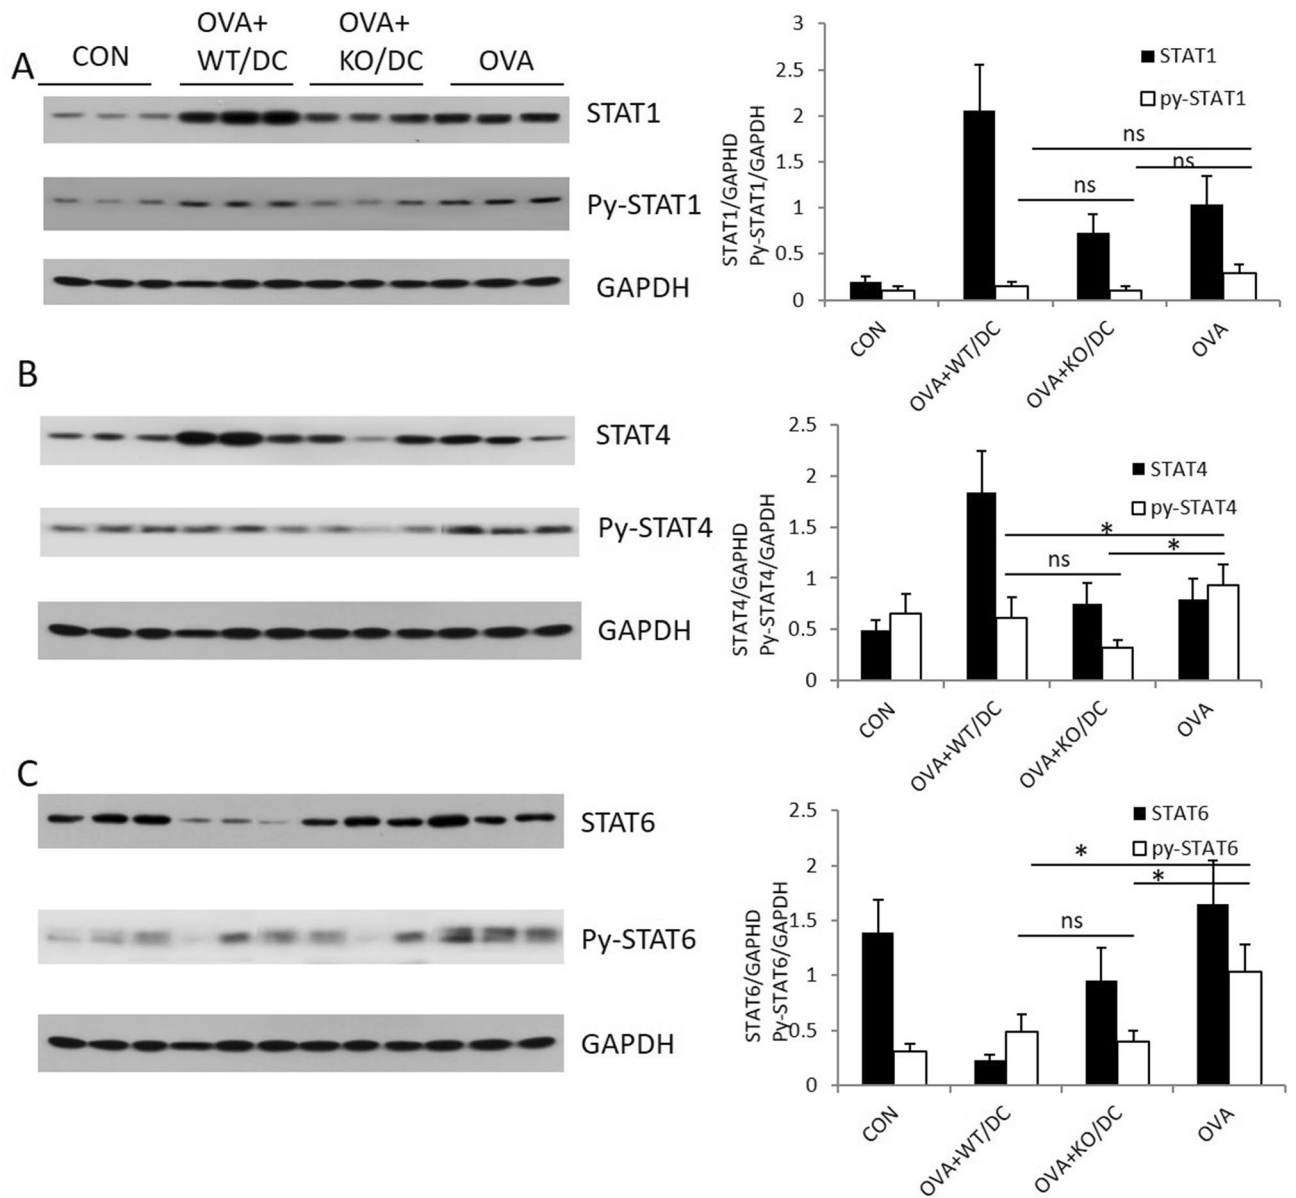 A
CON
OVA+
WT/DC
OVA+
KO/DC
OVA
STAT1
Py-STAT1
GAPDH
STAT1/GAPHD
Py-STAT1/GAPDH
3
2.5
2
1.5
1
0.5
0
STAT1
py-STAT1
ns
ns
ns
CON
OVA+WT/DC
OVA+KO/DC
OVA
B
STAT4
Py-STAT4
GAPDH
STAT4/GAPHD
Py-STAT4/GAPDH
2.5
2
1.5
1
0.5
0
STAT4
py-STAT4
*
*
ns
CON
OVA+WT/DC
OVA+KO/DC
OVA
C
STAT6
Py-STAT6
GAPDH
STAT6/GAPHD
Py-STAT6/GAPDH
2.5
2
1.5
1
0.5
0
STAT6
py-STAT6
*
*
ns
CON
OVA+WT/DC
OVA+KO/DC
OVA